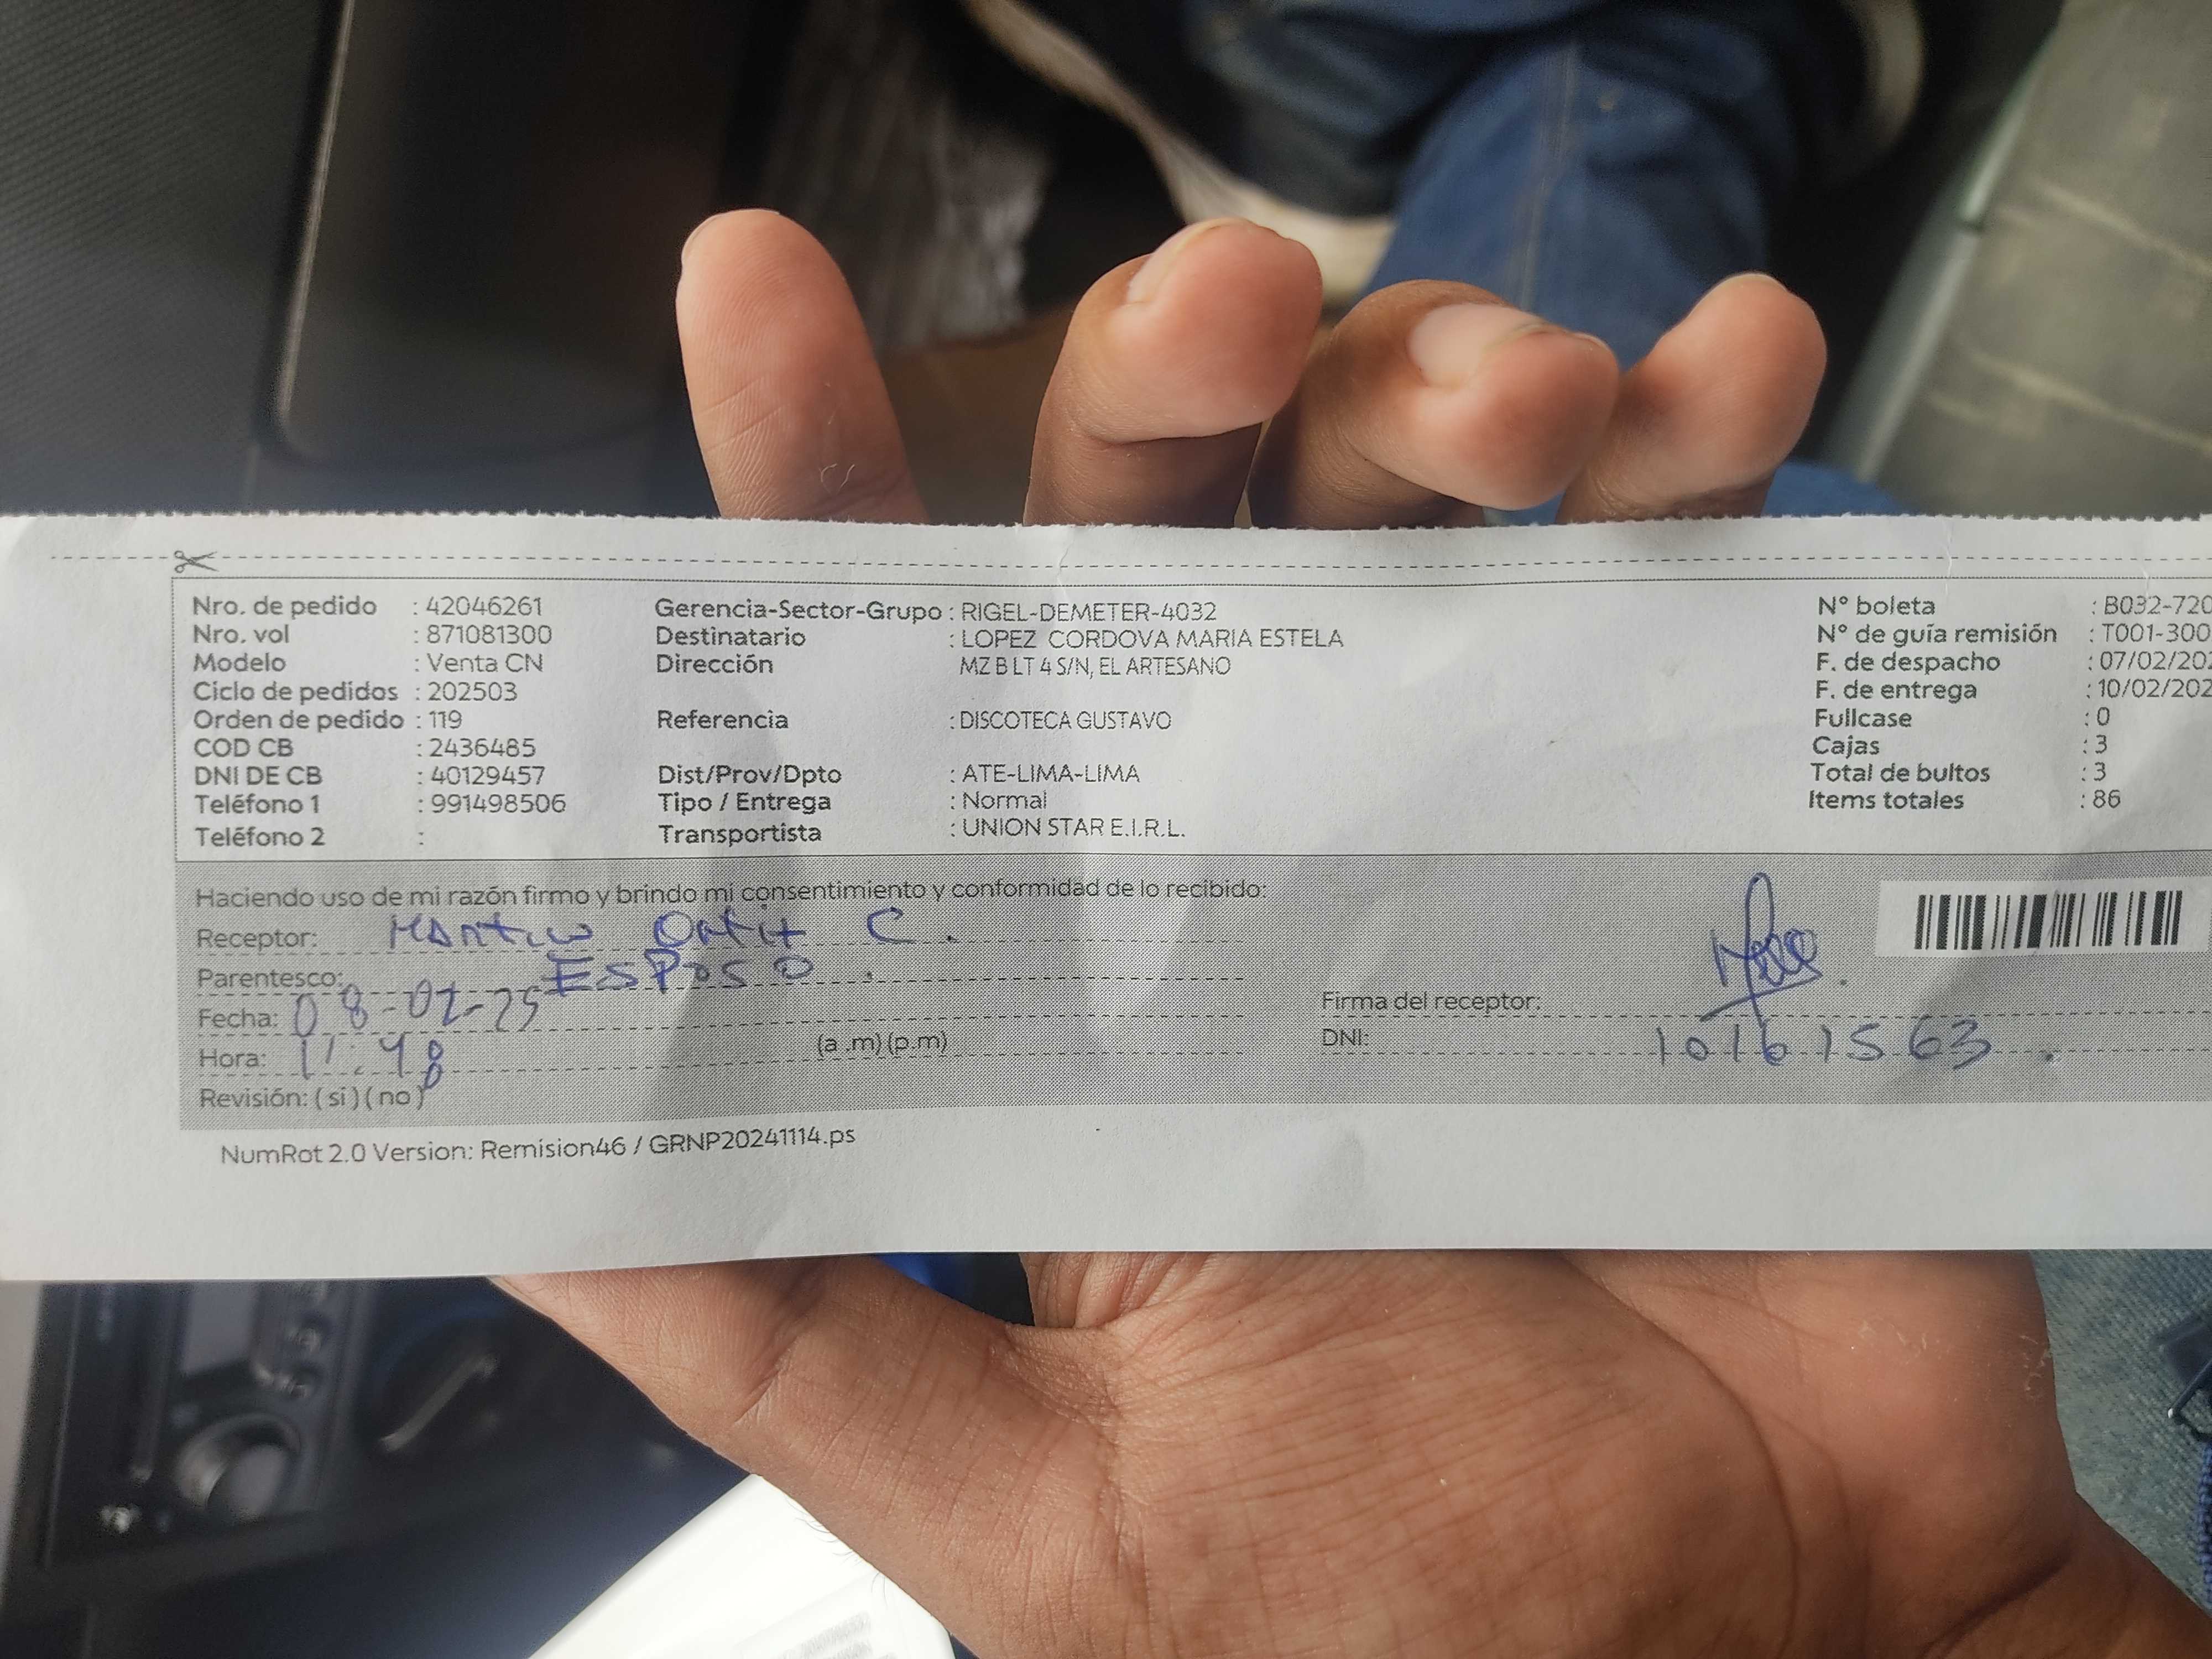 Nro. de pedido : 42046261
Nro. vol : 871081300
Modelo : Venta CN
Ciclo de pedidos : 202503
Orden de pedido : 119
COD CB : 2436485
DNI DE CB : 40129457
Teléfono 1 : 991498506
Teléfono 2 :
Gerencia-Sector-Grupo : RIGEL-DEMETER-4032
Destinatario : LOPEZ CORDOVA MARIA ESTELA
Dirección MZ B LT 4 S/N, EL ARTESANO
Referencia : DISCOTECA GUSTAVO
Dist/Prov/Dpto : ATE-LIMA-LIMA
Tipo / Entrega : Normal
Transportista : UNION STAR E.I.R.L.
N° boleta : B032-720
N° de guía remisión : T001-300
F. de despacho : 07/02/202
F. de entrega : 10/02/202
Fullcase : 0
Cajas : 3
Total de bultos : 3
Items totales : 86
Haciendo uso de mi razón firmo y brindo mi consentimiento y conformidad de lo recibido:
Receptor: C.
Parentesco: ESPOSO.
Fecha: 08-02-25
Hora: 11:48 (a .m) (p.m)
Revisión: ( si ) ( no )
Firma del receptor:
DNI: 10161563.
NumRot 2.0 Version: Remision46 / GRNP20241114.ps